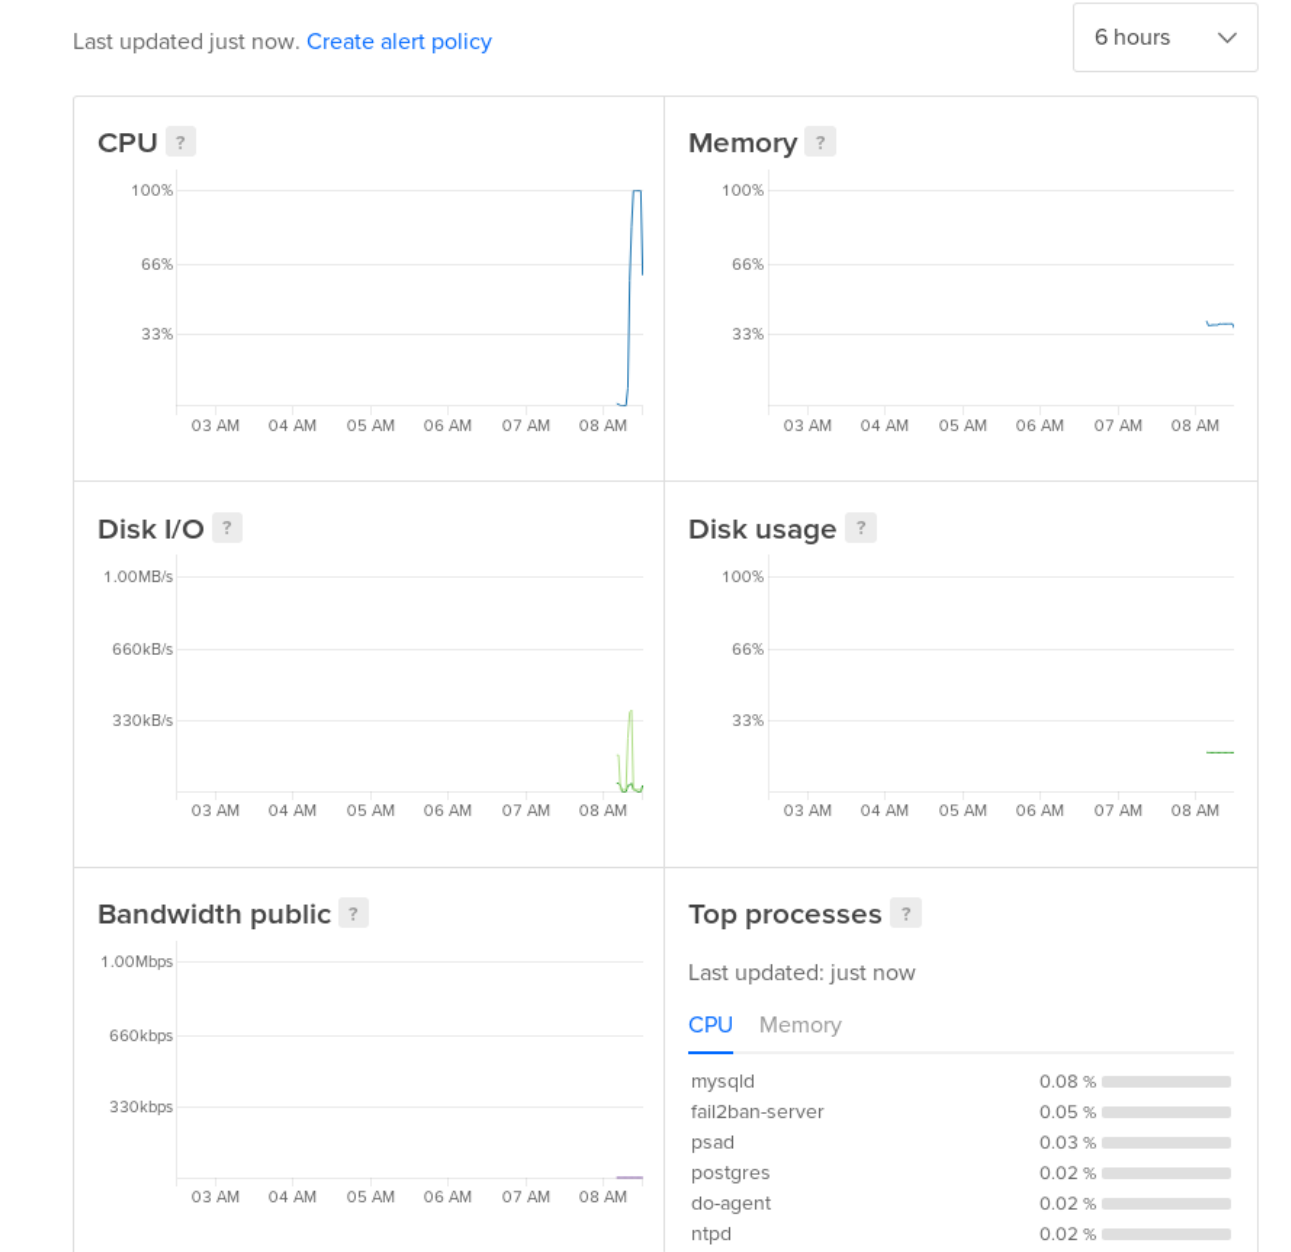 Last updated just now. Create alert policy
6 hours
CPU ?
100%
66%
33%
03 AM 04 AM 05 AM 06 AM 07 AM 08 AM
Memory ?
100%
66%
33%
03 AM 04 AM 05 AM 06 AM 07 AM 08 AM
Disk I/O ?
1.00MB/s
660kB/s
330kB/s
03 AM 04 AM 05 AM 06 AM 07 AM 08 AM
Disk usage ?
100%
66%
33%
03 AM 04 AM 05 AM 06 AM 07 AM 08 AM
Bandwidth public ?
1.00Mbps
660kbps
330kbps
03 AM 04 AM 05 AM 06 AM 07 AM 08 AM
Top processes ?
Last updated: just now
CPU Memory
mysqld 0.08 %
fail2ban-server 0.05 %
psad 0.03 %
postgres 0.02 %
do-agent 0.02 %
ntpd 0.02 %